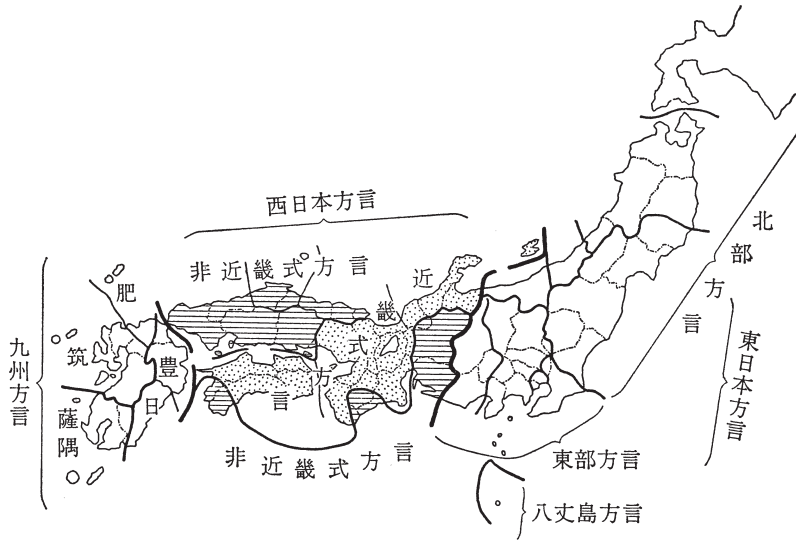 西日本方言
非近畿式方言
近畿式方言
非近畿式方言
九州方言
肥筑
豊日
薩隅
北部方言
東日本方言
東部方言
八丈島方言